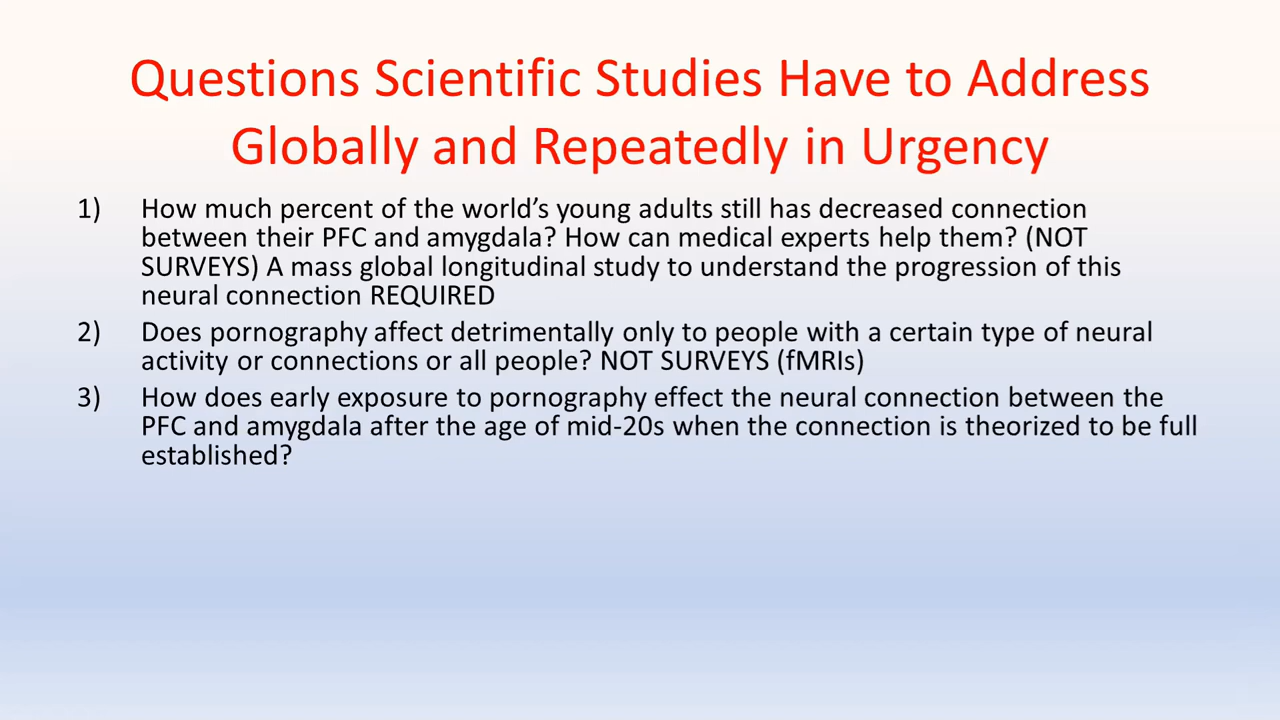 Questions Scientific Studies Have to Address
Globally and Repeatedly in Urgency
1) How much percent of the world’s young adults still has decreased connection
between their PFC and amygdala? How can medical experts help them? (NOT
SURVEYS) A mass global longitudinal study to understand the progression of this
neural connection REQUIRED
2) Does pornography affect detrimentally only to people with a certain type of neural
activity or connections or all people? NOT SURVEYS (fMRIs)
3) How does early exposure to pornography effect the neural connection between the
PFC and amygdala after the age of mid-20s when the connection is theorized to be full
established?